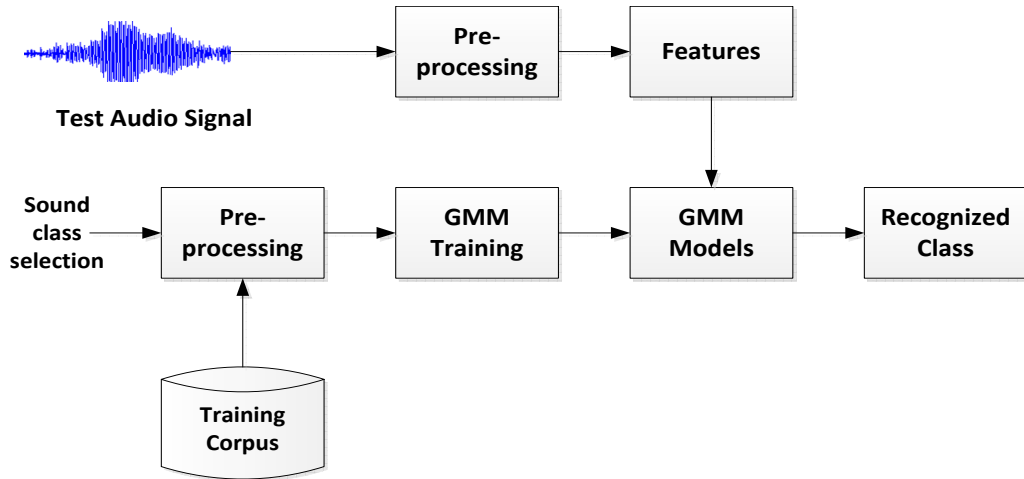 Pre-
processing
Features
Test Audio Signal
Sound
class
selection
Pre-
processing
GMM
Training
GMM
Models
Recognized
Class
Training
Corpus